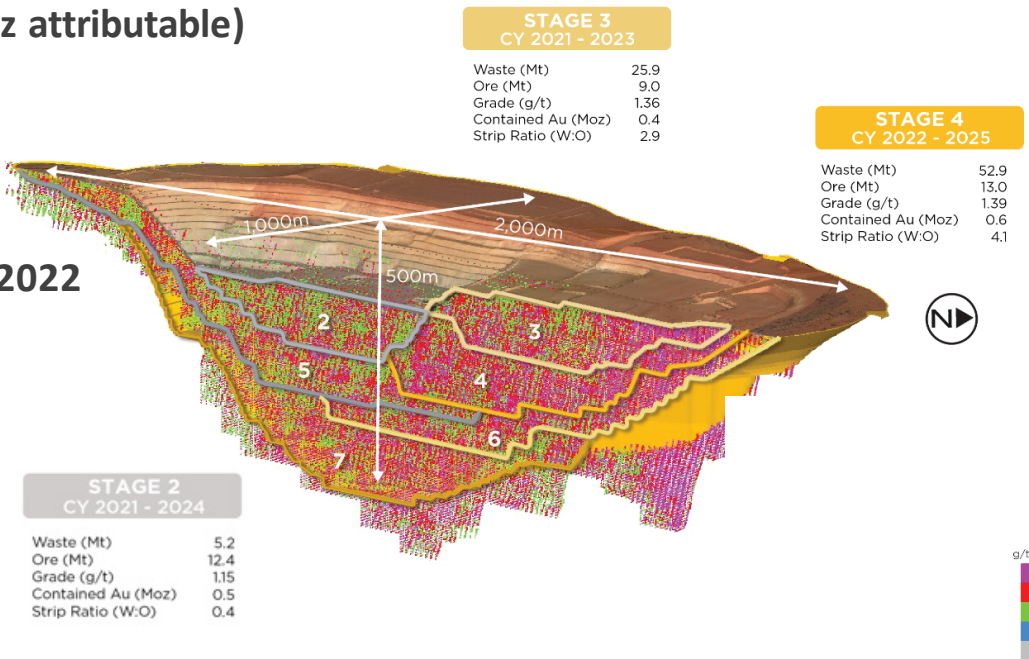 z attributable)
STAGE 3
CY 2021 - 2023
Waste (Mt) 25.9
Ore (Mt) 9.0
Grade (g/t) 1.36
Contained Au (Moz) 0.4
Strip Ratio (W:O) 2.9
STAGE 4
CY 2022 - 2025
Waste (Mt) 52.9
Ore (Mt) 13.0
Grade (g/t) 1.39
Contained Au (Moz) 0.6
Strip Ratio (W:O) 4.1
1,000m
2,000m
2022
500m
N
2
3
5
4
6
7
STAGE 2
CY 2021 - 2024
Waste (Mt) 5.2
Ore (Mt) 12.4
Grade (g/t) 1.15
Contained Au (Moz) 0.5
Strip Ratio (W:O) 0.4
g/t